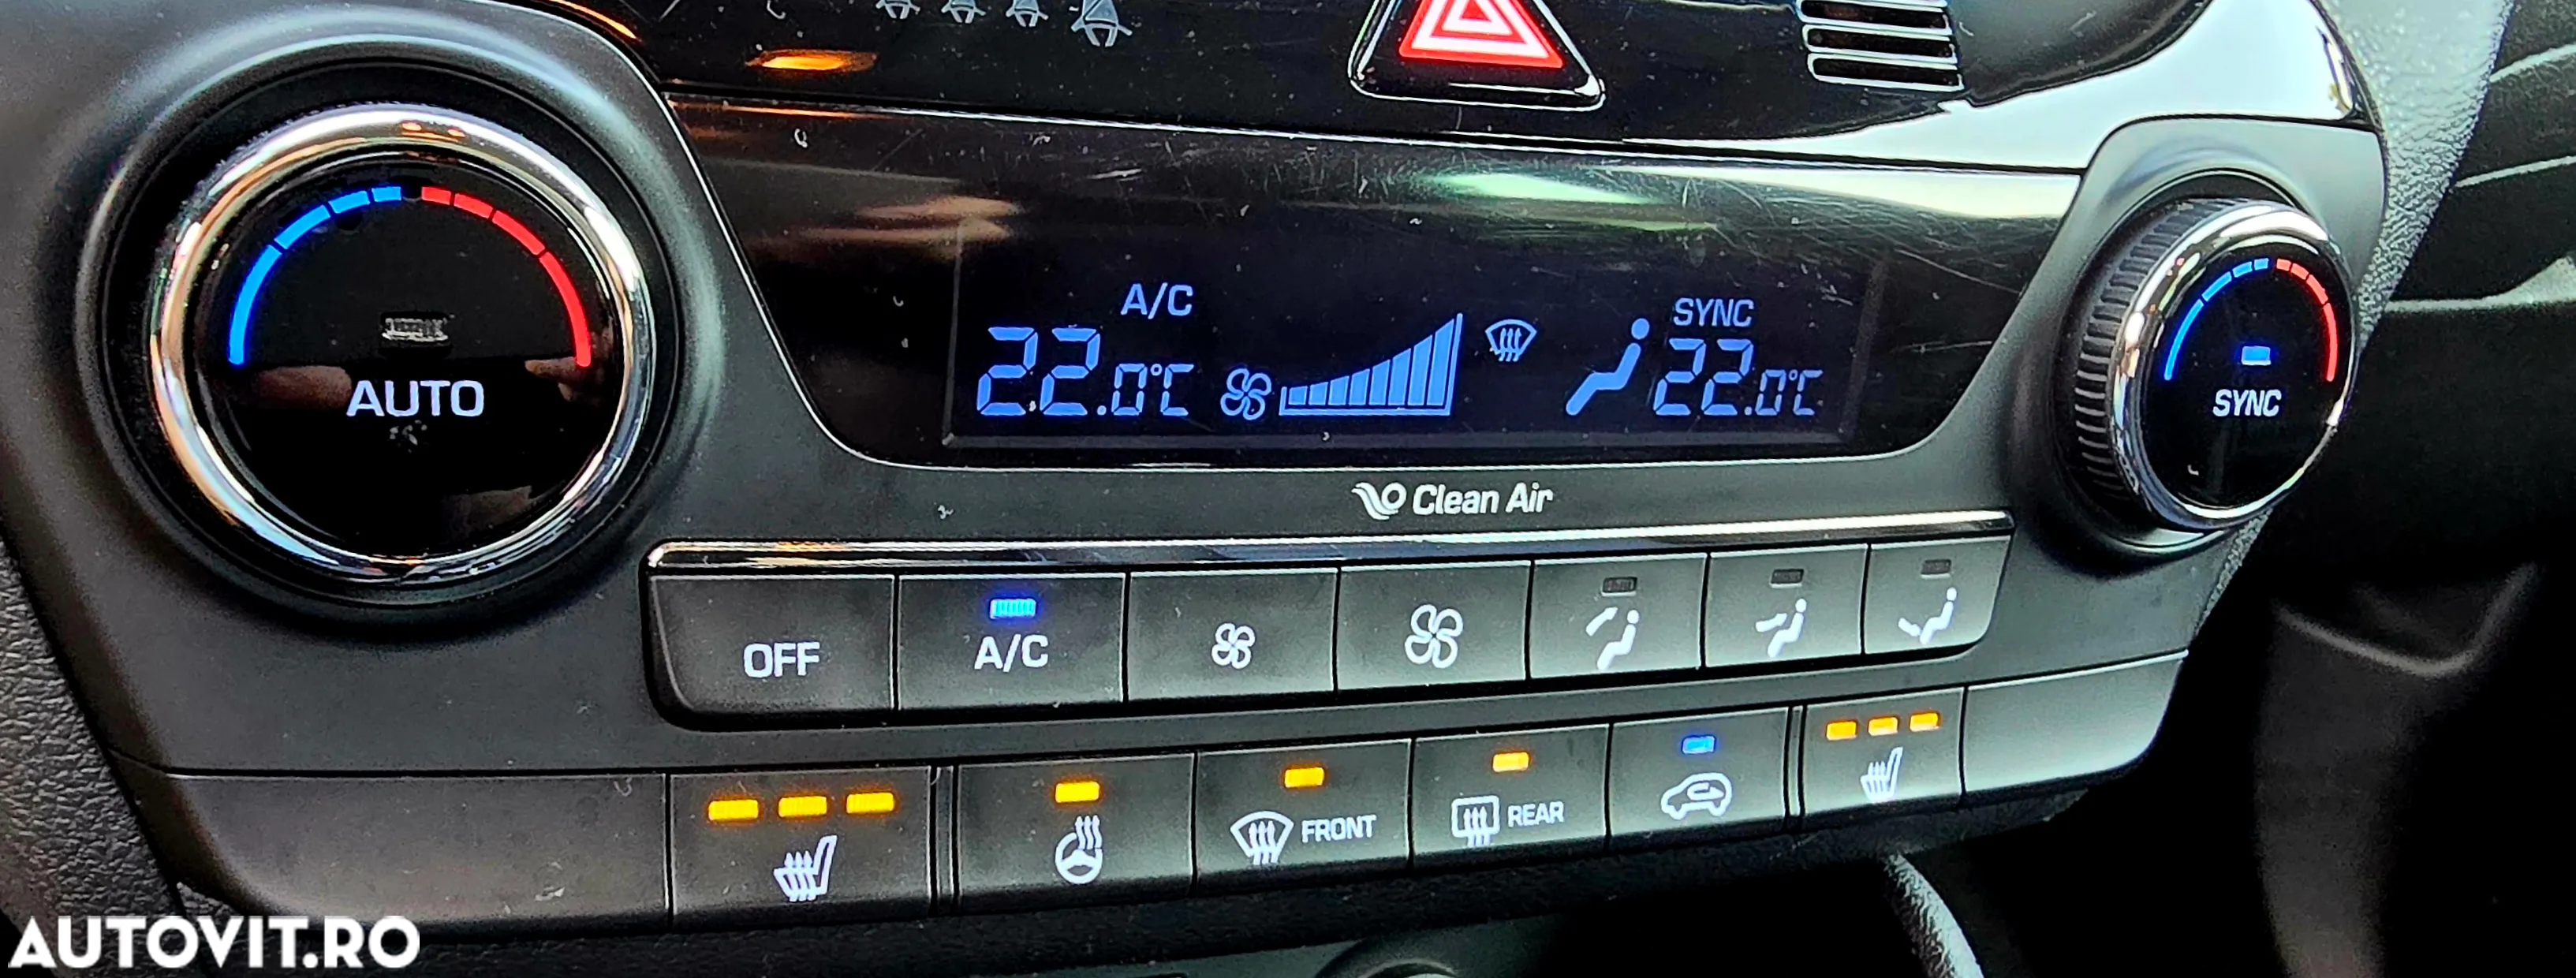 A/C
SYNC
22.0°C
22.0°C
AUTO
SYNC
Clean Air
OFF
A/C
FRONT
REAR
AUTOVIT.RO